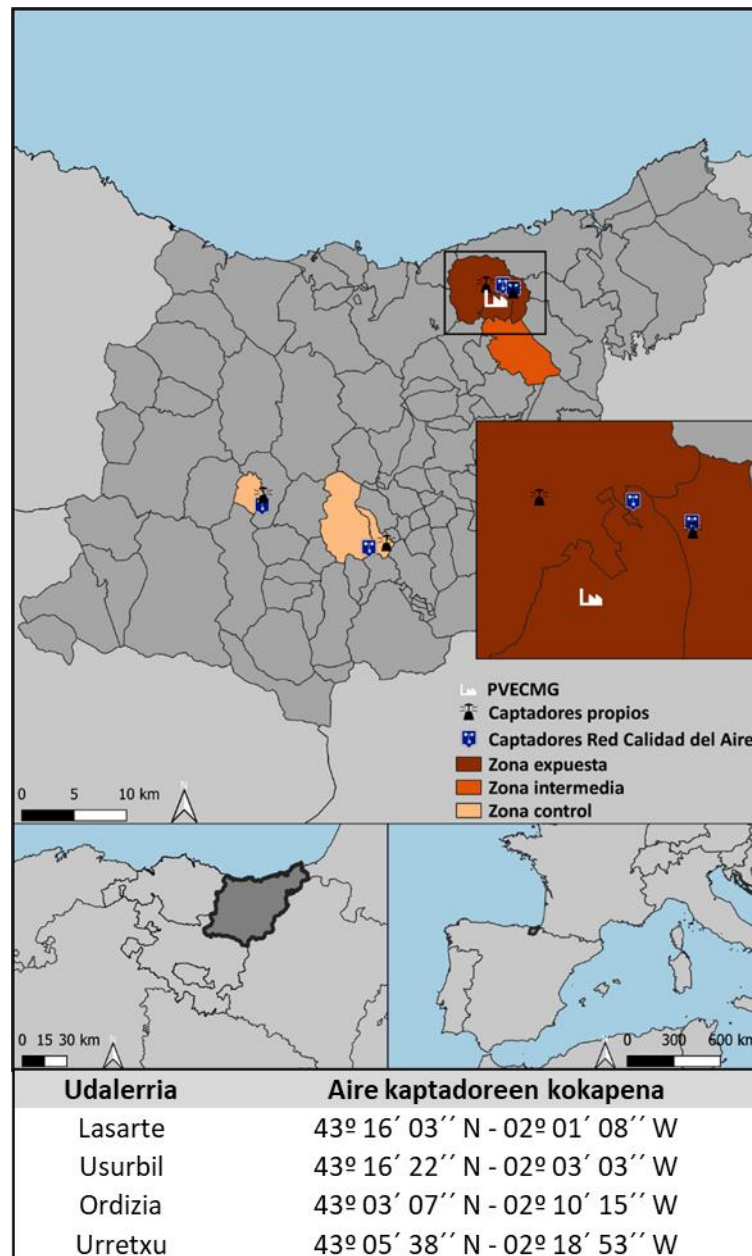 PVECMG
Captadores propios
Captadores Red Calidad del Aire
Zona expuesta
Zona intermedia
Zona control
0 5 10 km
N
0 15 30 km
N
0 300 600 km
N
Udalerria Aire kaptadoreen kokapena
Lasarte 43º 16´ 03´´ N - 02º 01´ 08´´ W
Usurbil 43º 16´ 22´´ N - 02º 03´ 03´´ W
Ordizia 43º 03´ 07´´ N - 02º 10´ 15´´ W
Urretxu 43º 05´ 38´´ N - 02º 18´ 53´´ W